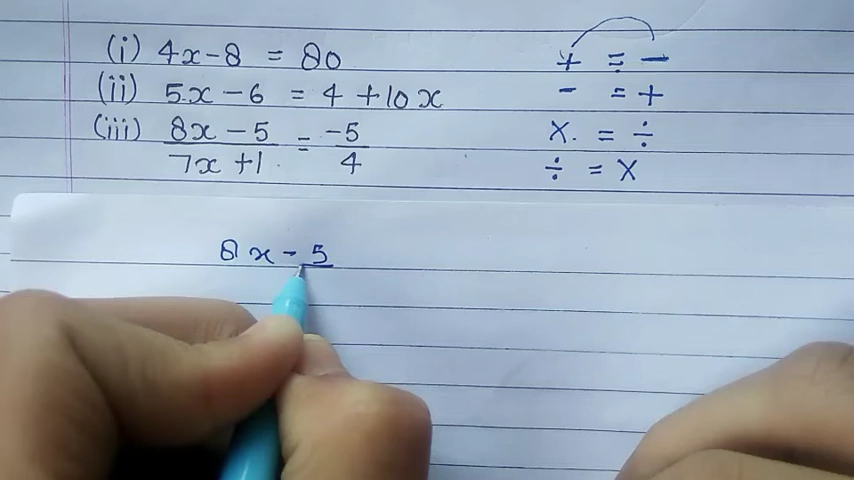 (i) 4x - 8 = 80
(ii) 5x - 6 = 4 + 10x
(iii) 8x - 5 / 7x + 1 = -5 / 4
+ = -
- = +
X = ÷
÷ = X
8x - 5